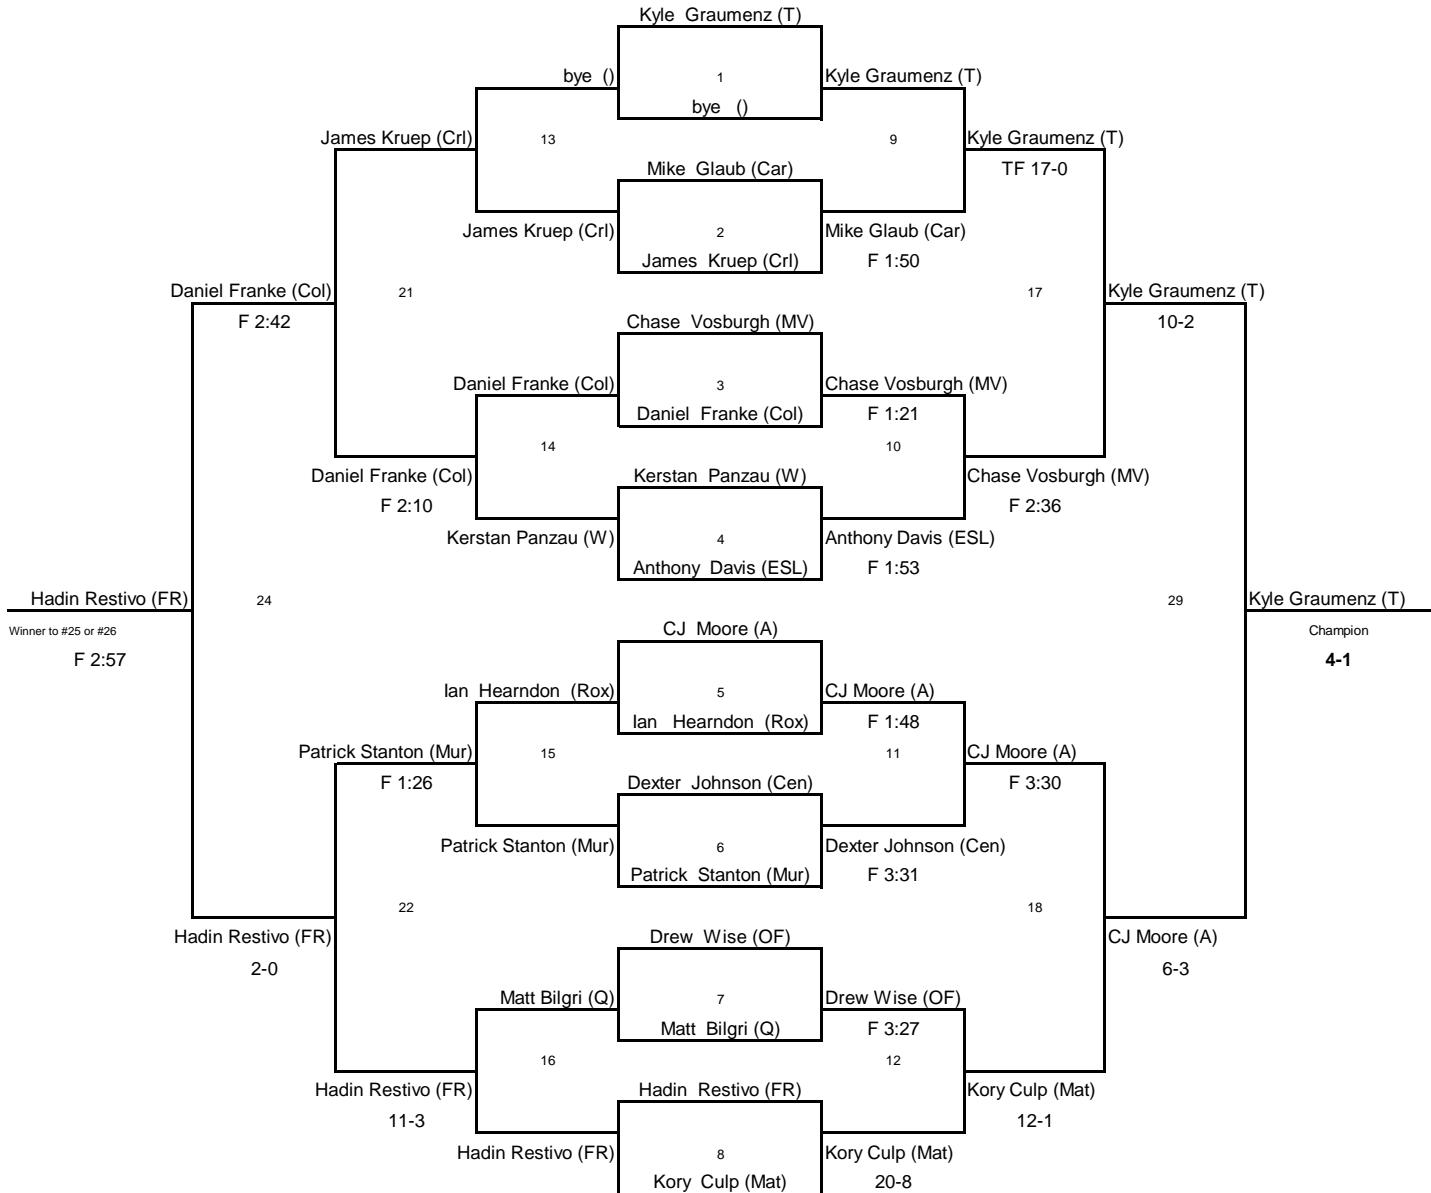 Kyle Graumenz (T)
bye ()
1
Kyle Graumenz (T)
bye ()
James Kruep (Crl)
13
9
Kyle Graumenz (T)
Mike Glaub (Car)
TF 17-0
James Kruep (Crl)
2
Mike Glaub (Car)
James Kruep (Crl)
F 1:50
Daniel Franke (Col)
21
17
Kyle Graumenz (T)
F 2:42
Chase Vosburgh (MV)
10-2
Daniel Franke (Col)
3
Chase Vosburgh (MV)
Daniel Franke (Col)
F 1:21
14
10
Daniel Franke (Col)
Kerstan Panzau (W)
Chase Vosburgh (MV)
F 2:10
F 2:36
Kerstan Panzau (W)
4
Anthony Davis (ESL)
Anthony Davis (ESL)
F 1:53
Hadin Restivo (FR)
24
29
Kyle Graumenz (T)
Winner to #25 or #26
CJ Moore (A)
Champion
F 2:57
4-1
Ian Hearndon (Rox)
5
CJ Moore (A)
Ian Hearndon (Rox)
F 1:48
Patrick Stanton (Mur)
15
11
CJ Moore (A)
F 1:26
Dexter Johnson (Cen)
F 3:30
Patrick Stanton (Mur)
6
Dexter Johnson (Cen)
Patrick Stanton (Mur)
F 3:31
22
18
Hadin Restivo (FR)
Drew Wise (OF)
CJ Moore (A)
2-0
6-3
Matt Bilgri (Q)
7
Drew Wise (OF)
Matt Bilgri (Q)
F 3:27
16
12
Hadin Restivo (FR)
Hadin Restivo (FR)
Kory Culp (Mat)
11-3
12-1
Hadin Restivo (FR)
8
Kory Culp (Mat)
Kory Culp (Mat)
20-8